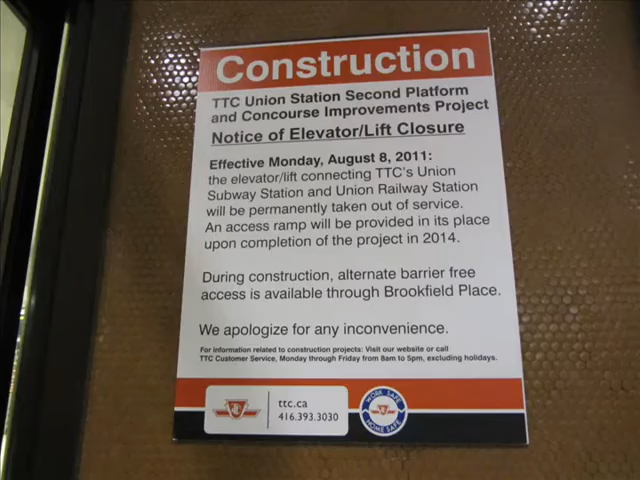 Construction
TTC Union Station Second Platform
and Concourse Improvements Project
Notice of Elevator/Lift Closure
Effective Monday, August 8, 2011:
the elevator/lift connecting TTC's Union
Subway Station and Union Railway Station
will be permanently taken out of service.
An access ramp will be provided in its place
upon completion of the project in 2014.
During construction, alternate barrier free
access is available through Brookfield Place.
We apologize for any inconvenience.
For information related to construction projects: Visit our website or call
TTC Customer Service, Monday through Friday from 8am to 5pm, excluding holidays.
ttc.ca
416.393.3030
WORK SAFE
HOME SAFE